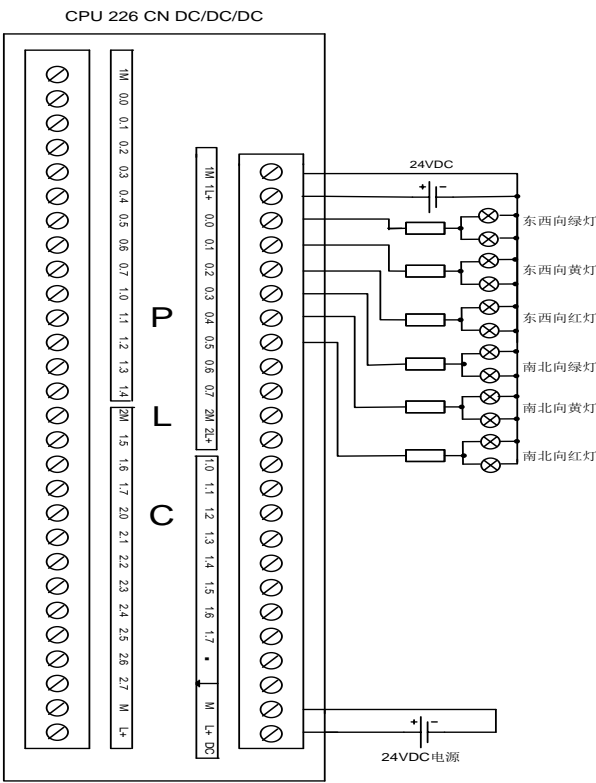 CPU 226 CN DC/DC/DC
1M 0.0 0.1 0.2 0.3 0.4 0.5 0.6 0.7 1.0 1.1 1.2 1.3 1.4
2M 1.5 1.6 1.7 2.0 2.1 2.2 2.3 2.4 2.5 2.6 2.7 M L+
P
L
C
1M 1L+ 0.0 0.1 0.2 0.3 0.4 0.5 0.6 0.7 2M 2L+
1.0 1.1 1.2 1.3 1.4 1.5 1.6 1.7 M L+ DC
24VDC
+ −
东西向绿灯
东西向黄灯
东西向红灯
南北向绿灯
南北向黄灯
南北向红灯
+ −
24VDC电源